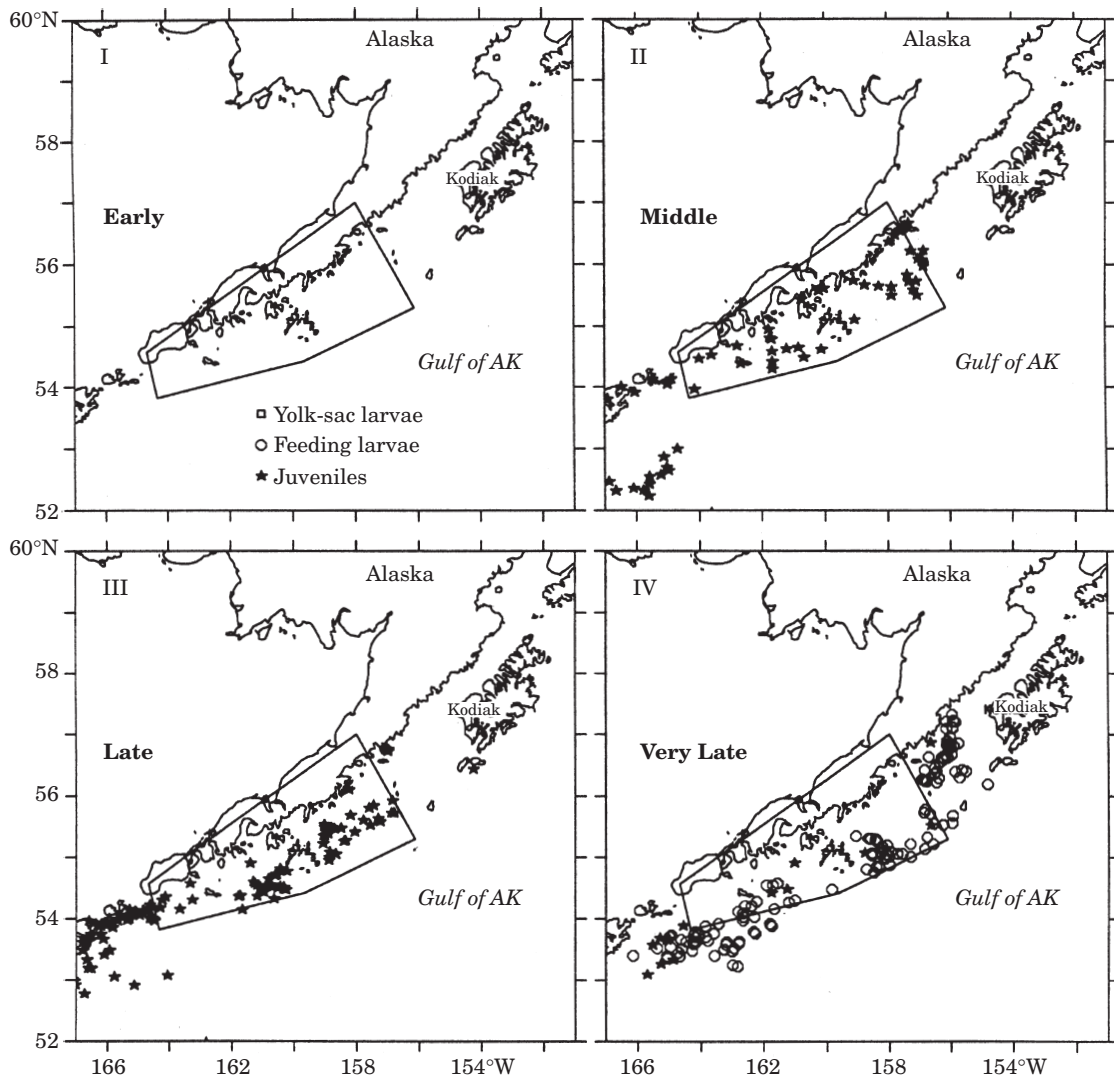 60°N
I
Alaska
II
Alaska
58
Kodiak
Kodiak
Early
Middle
56
Gulf of AK
Gulf of AK
54
Yolk-sac larvae
Feeding larvae
Juveniles
52
60°N
III
Alaska
IV
Alaska
58
Kodiak
Kodiak
Late
Very Late
56
Gulf of AK
Gulf of AK
54
52
166
162
158
154°W
166
162
158
154°W